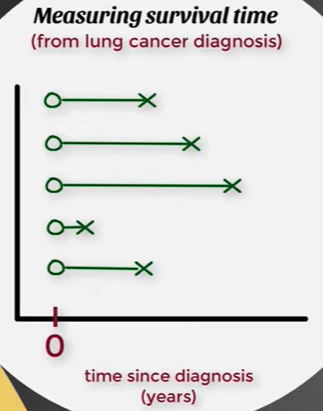 Measuring survival time
(from lung cancer diagnosis)
0
time since diagnosis
(years)